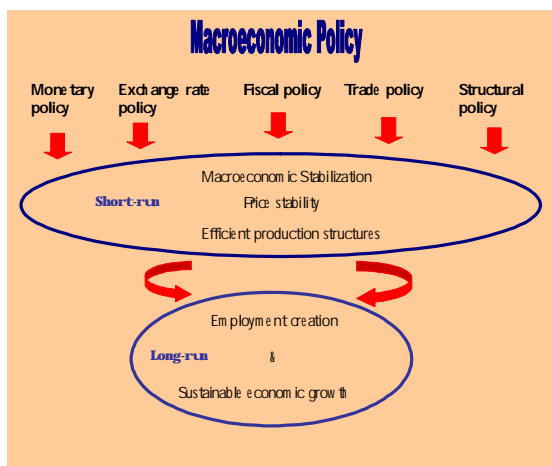 Macroeconomic Policy
Monetary policy
Exchange rate policy
Fiscal policy
Trade policy
Structural policy
Macroeconomic Stabilization
Short-run
Price stability
Efficient production structures
Employment creation
Long-run
&
Sustainable economic growth